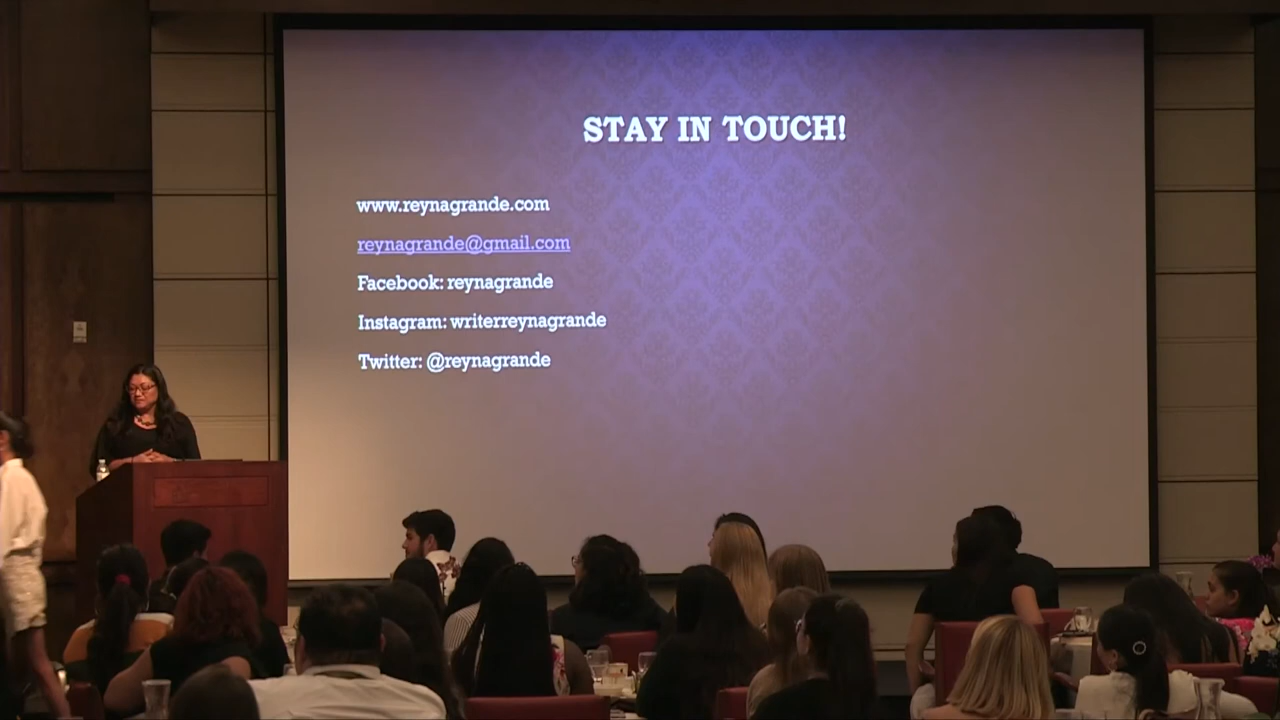 STAY IN TOUCH!
www.reynagrande.com
reynagrande@gmail.com
Facebook: reynagrande
Instagram: writerreynagrande
Twitter: @reynagrande